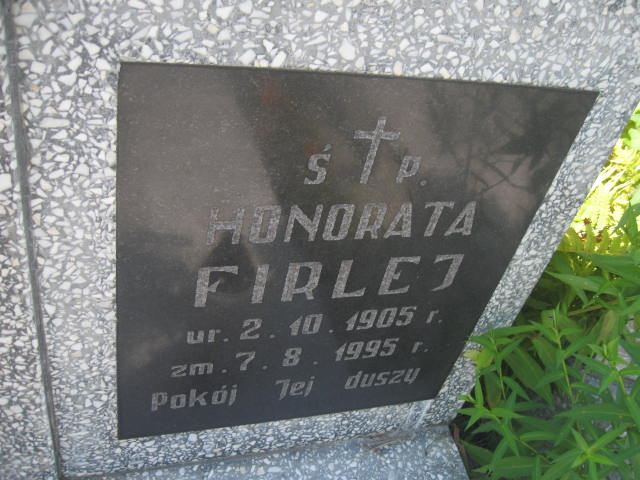 Ś p.
HONORATA
FIRLEJ
ur. 2. 10. 1905 r.
zm. 7. 8. 1995 r.
Pokój Jej duszy